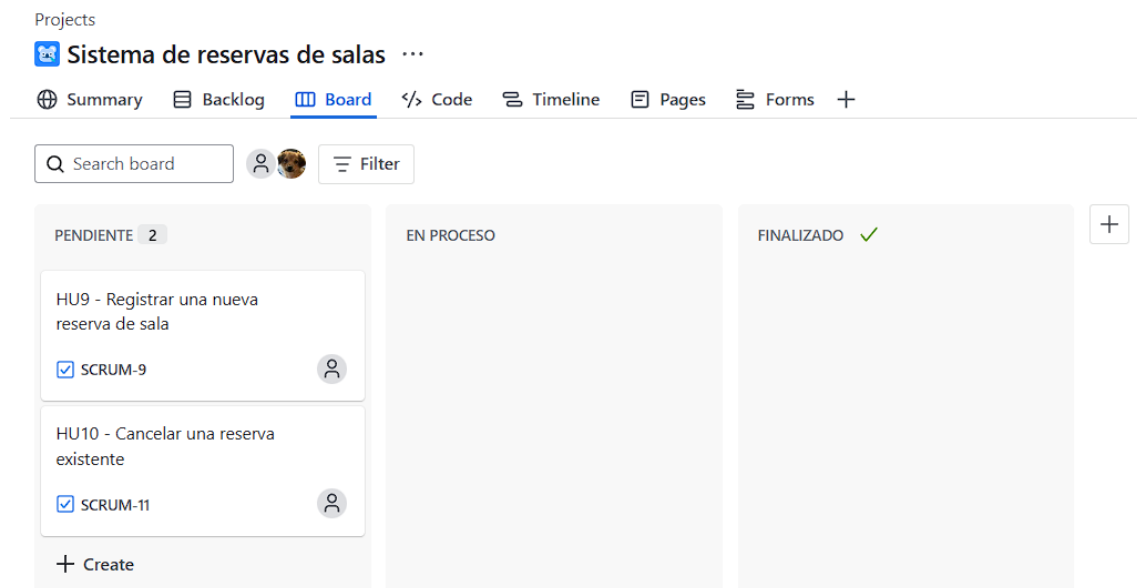 Projects
Sistema de reservas de salas ...
Summary Backlog Board </> Code Timeline Pages Forms +
Search board Filter
PENDIENTE 2
HU9 - Registrar una nueva
reserva de sala
SCRUM-9
HU10 - Cancelar una reserva
existente
SCRUM-11
+ Create
EN PROCESO
FINALIZADO
+